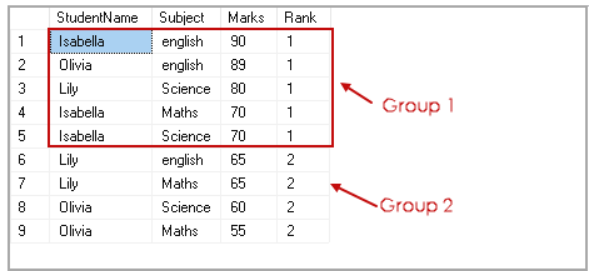 StudentName Subject Marks Rank
1 Isabella english 90 1
2 Olivia english 89 1
3 Lily Science 80 1
4 Isabella Maths 70 1
5 Isabella Science 70 1
6 Lily english 65 2
7 Lily Maths 65 2
8 Olivia Science 60 2
9 Olivia Maths 55 2
Group 1
Group 2